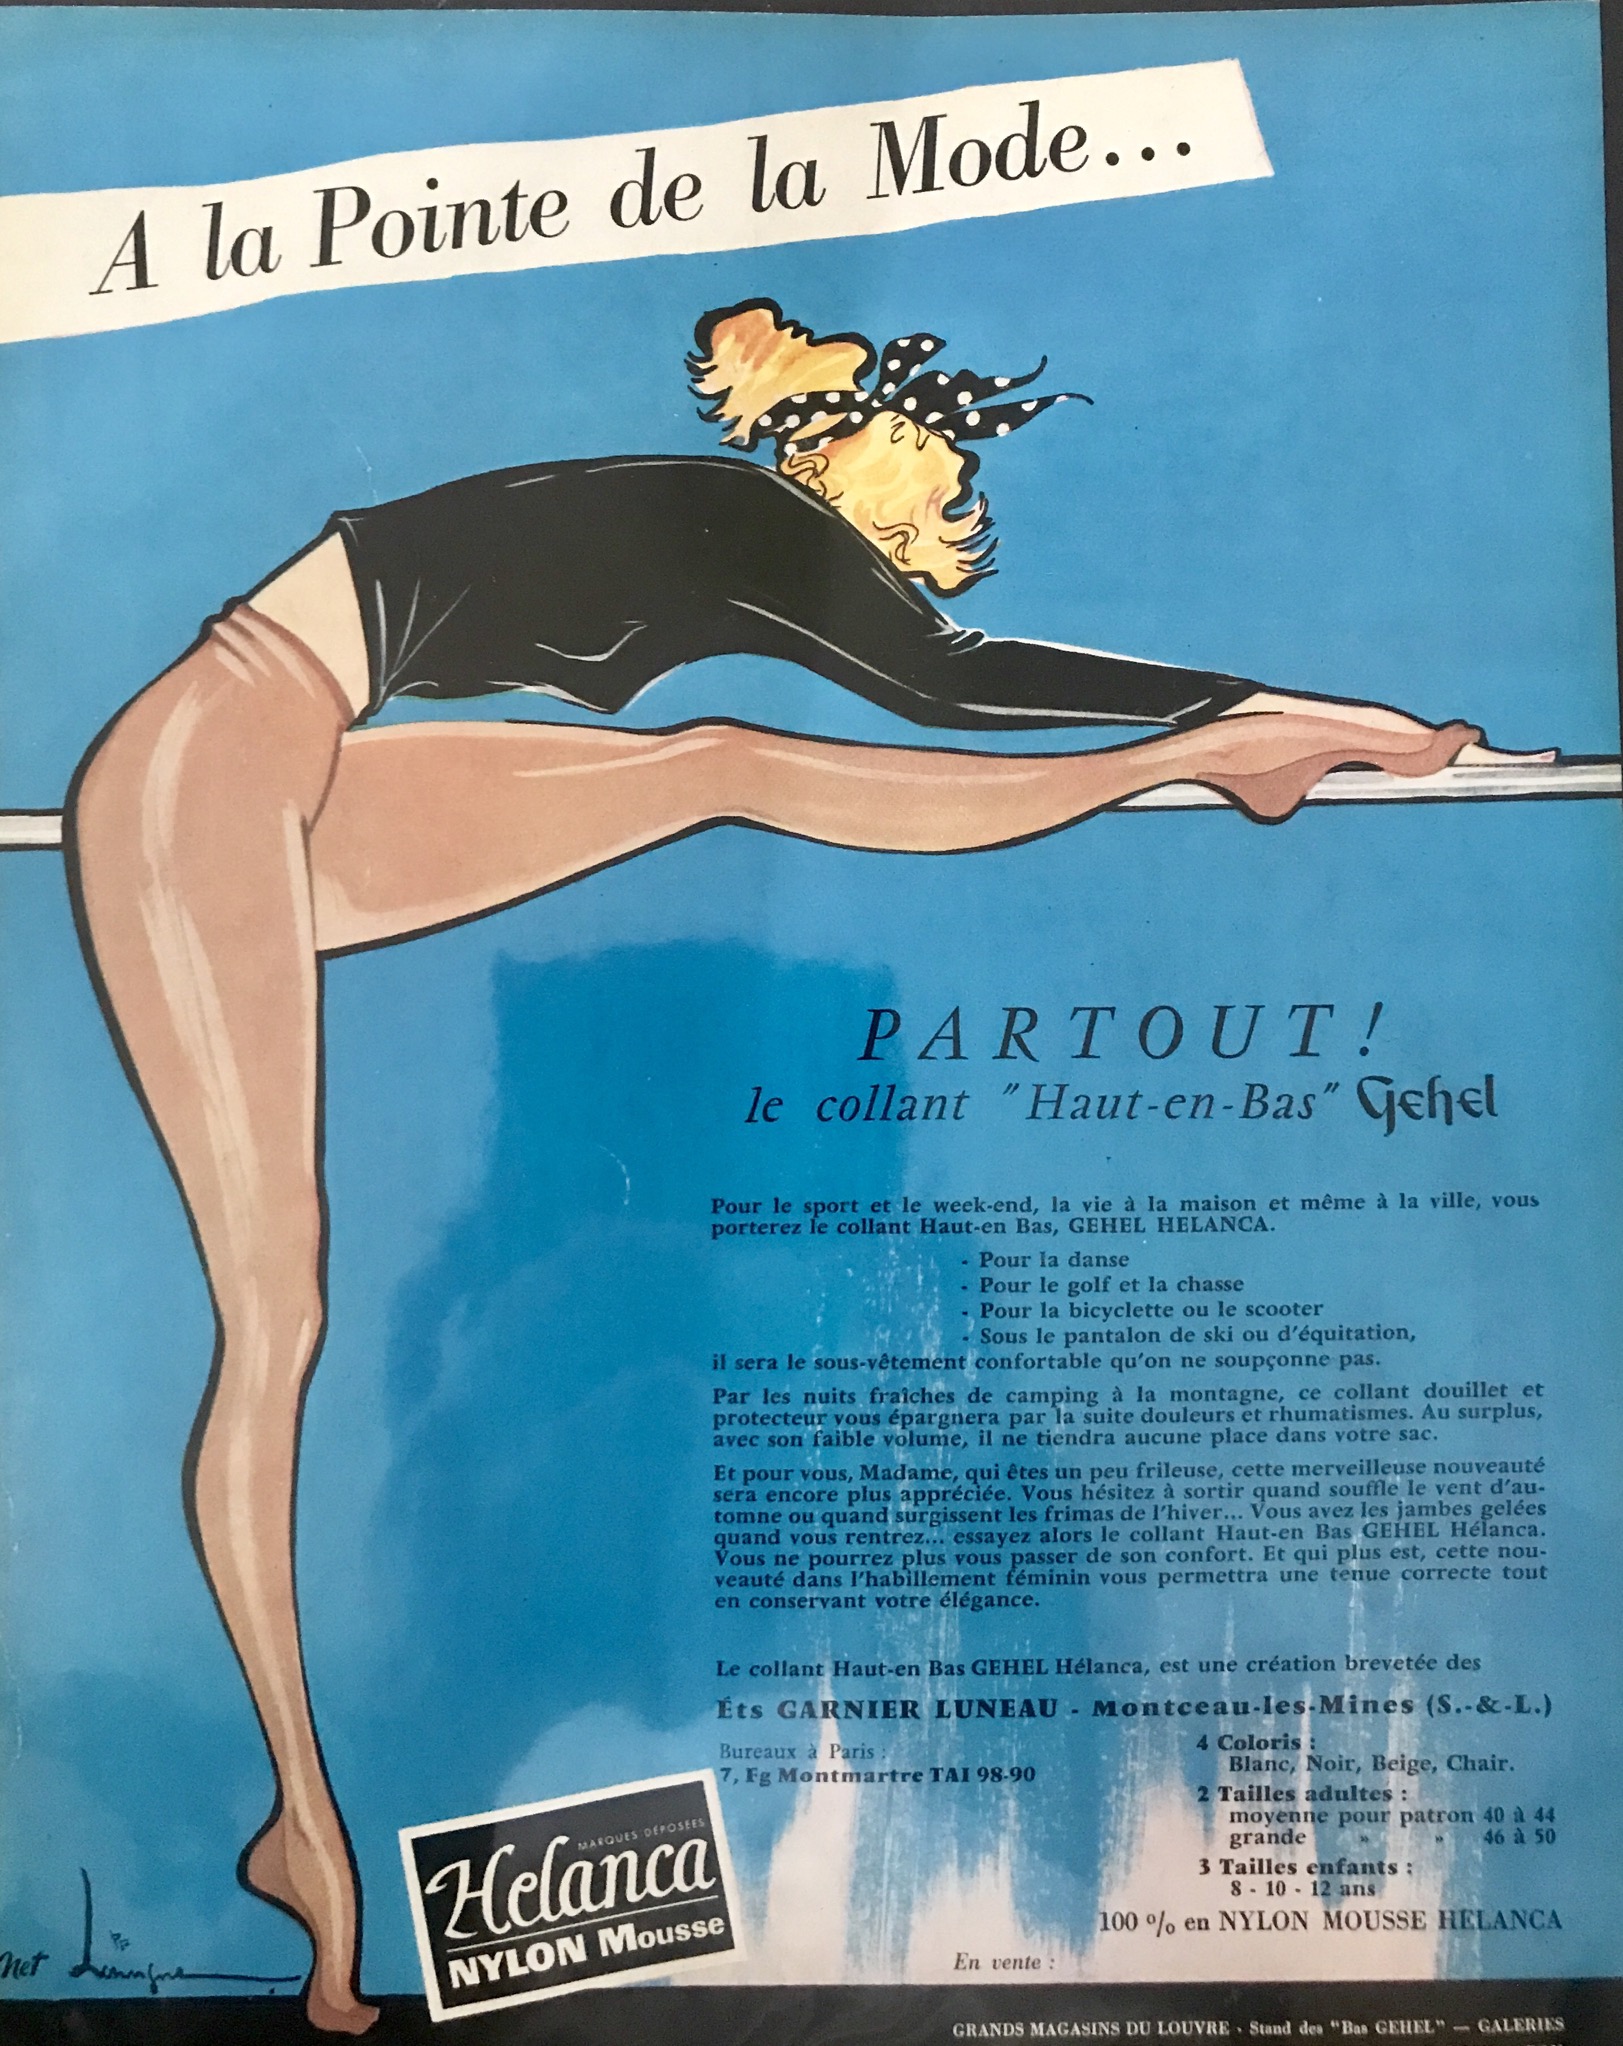 A la Pointe de la Mode...
PARTOUT!
le collant "Haut-en-Bas" Gehel
Pour le sport et le week-end, la vie à la maison et même à la ville, vous
porterez le collant Haut-en Bas, GEHEL HELANCA.
- Pour la danse
- Pour le golf et la chasse
- Pour la bicyclette ou le scooter
- Sous le pantalon de ski ou d'équitation,
il sera le sous-vêtement confortable qu'on ne soupçonne pas.
Par les nuits fraîches de camping à la montagne, ce collant douillet et
protecteur vous épargnera par la suite douleurs et rhumatismes. Au surplus,
avec son faible volume, il ne tiendra aucune place dans votre sac.
Et pour vous, Madame, qui êtes un peu frileuse, cette merveilleuse nouveauté
sera encore plus appréciée. Vous hésitez à sortir quand souffle le vent d'au-
tomne ou quand surgissent les frimas de l'hiver... Vous avez les jambes gelées
quand vous rentrez... essayez alors le collant Haut-en Bas GEHEL Hélanca.
Vous ne pourrez plus vous passer de son confort. Et qui plus est, cette nou-
veauté dans l'habillement féminin vous permettra une tenue correcte tout
en conservant votre élégance.
Le collant Haut-en Bas GEHEL Hélanca, est une création brevetée des
Éts GARNIER LUNEAU - Montceau-les-Mines (S.-&-L.)
Bureaux à Paris :
7, Fg Montmartre TAI 98-90
4 Coloris :
Blanc, Noir, Beige, Chair.
2 Tailles adultes :
moyenne pour patron 40 à 44
grande » » 46 à 50
3 Tailles enfants :
8 - 10 - 12 ans
100 % en NYLON MOUSSE HELANCA
MARQUES DÉPOSÉES
Helanca
NYLON Mousse
En vente :
GRANDS MAGASINS DU LOUVRE - Stand des "Bas GEHEL" — GALERIES